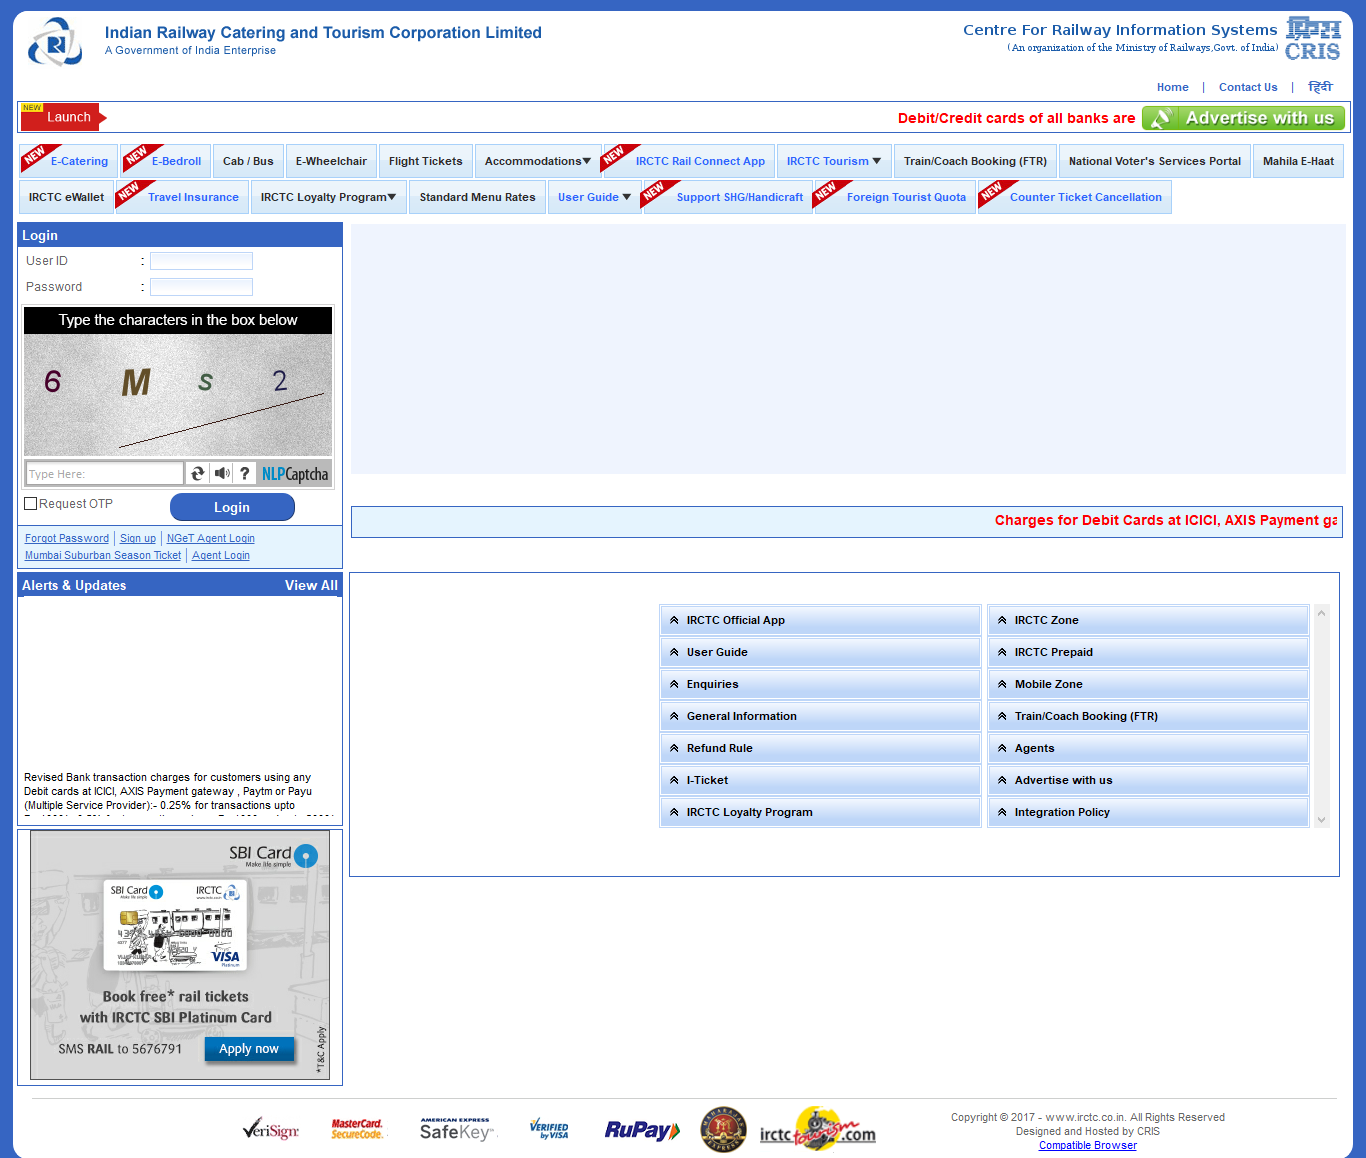 Indian Railway Catering and Tourism Corporation Limited
A Government of India Enterprise
Centre For Railway Information Systems
(An organization of the Ministry of Railways,Govt. of India)
CRIS
Home | Contact Us | हिंदी
NEW Launch
Debit/Credit cards of all banks are
Advertise with us
NEW E-Catering NEW E-Bedroll Cab / Bus E-Wheelchair Flight Tickets Accommodations NEW IRCTC Rail Connect App IRCTC Tourism Train/Coach Booking (FTR) National Voter's Services Portal Mahila E-Haat
IRCTC eWallet NEW Travel Insurance IRCTC Loyalty Program Standard Menu Rates User Guide NEW Support SHG/Handicraft NEW Foreign Tourist Quota NEW Counter Ticket Cancellation
Login
User ID :
Password :
Type the characters in the box below
6 M s 2
Type Here: ? NLPCaptcha
Request OTP Login
Forgot Password | Sign up | NGeT Agent Login
Mumbai Suburban Season Ticket | Agent Login
Charges for Debit Cards at ICICI, AXIS Payment ga
Alerts & Updates View All
Revised Bank transaction charges for customers using any
Debit cards at ICICI, AXIS Payment gateway , Paytm or Payu
(Multiple Service Provider):- 0.25% for transactions upto
IRCTC Official App
User Guide
Enquiries
General Information
Refund Rule
I-Ticket
IRCTC Loyalty Program
IRCTC Zone
IRCTC Prepaid
Mobile Zone
Train/Coach Booking (FTR)
Agents
Advertise with us
Integration Policy
SBI Card
Make life simple
SBI Card
Make life simple
IRCTC
VISA
Platinum
Book free* rail tickets
with IRCTC SBI Platinum Card
SMS RAIL to 5676791
Apply now
*T&C Apply
VeriSign
MasterCard.
SecureCode.
AMERICAN EXPRESS
SafeKey
VERIFIED
by VISA
RuPay
irctctourism.com
Copyright © 2017 - www.irctc.co.in. All Rights Reserved
Designed and Hosted by CRIS
Compatible Browser